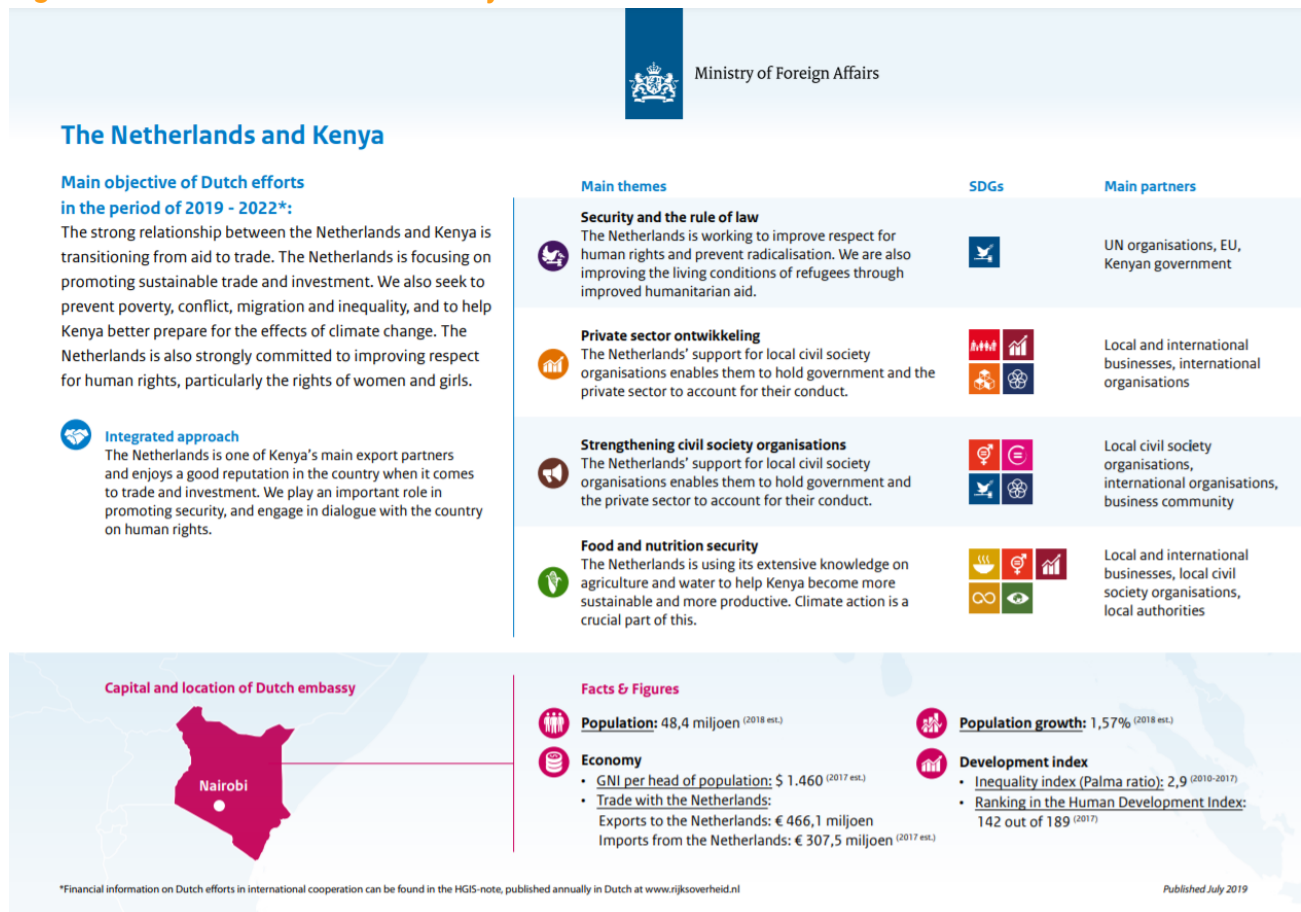 Ministry of Foreign Affairs
The Netherlands and Kenya
Main objective of Dutch efforts
in the period of 2019 - 2022*:
The strong relationship between the Netherlands and Kenya is
transitioning from aid to trade. The Netherlands is focusing on
promoting sustainable trade and investment. We also seek to
prevent poverty, conflict, migration and inequality, and to help
Kenya better prepare for the effects of climate change. The
Netherlands is also strongly committed to improving respect
for human rights, particularly the rights of women and girls.
Integrated approach
The Netherlands is one of Kenya's main export partners
and enjoys a good reputation in the country when it comes
to trade and investment. We play an important role in
promoting security, and engage in dialogue with the country
on human rights.
Main themes
SDGs
Main partners
Security and the rule of law
The Netherlands is working to improve respect for
human rights and prevent radicalisation. We are also
improving the living conditions of refugees through
improved humanitarian aid.
UN organisations, EU,
Kenyan government
Private sector ontwikkeling
The Netherlands' support for local civil society
organisations enables them to hold government and the
private sector to account for their conduct.
Local and international
businesses, international
organisations
Strengthening civil society organisations
The Netherlands' support for local civil society
organisations enables them to hold government and
the private sector to account for their conduct.
Local civil society
organisations,
international organisations,
business community
Food and nutrition security
The Netherlands is using its extensive knowledge on
agriculture and water to help Kenya become more
sustainable and more productive. Climate action is a
crucial part of this.
Local and international
businesses, local civil
society organisations,
local authorities
Capital and location of Dutch embassy
Nairobi
Facts & Figures
Population: 48,4 miljoen (2018 est.)
Economy
• GNI per head of population: $ 1.460 (2017 est.)
• Trade with the Netherlands:
Exports to the Netherlands: € 466,1 miljoen
Imports from the Netherlands: € 307,5 miljoen (2017 est.)
Population growth: 1,57% (2018 est.)
Development index
• Inequality index (Palma ratio): 2,9 (2010-2017)
• Ranking in the Human Development Index:
142 out of 189 (2017)
*Financial information on Dutch efforts in international cooperation can be found in the HGIS-note, published annually in Dutch at www.rijksoverheid.nl
Published July 2019